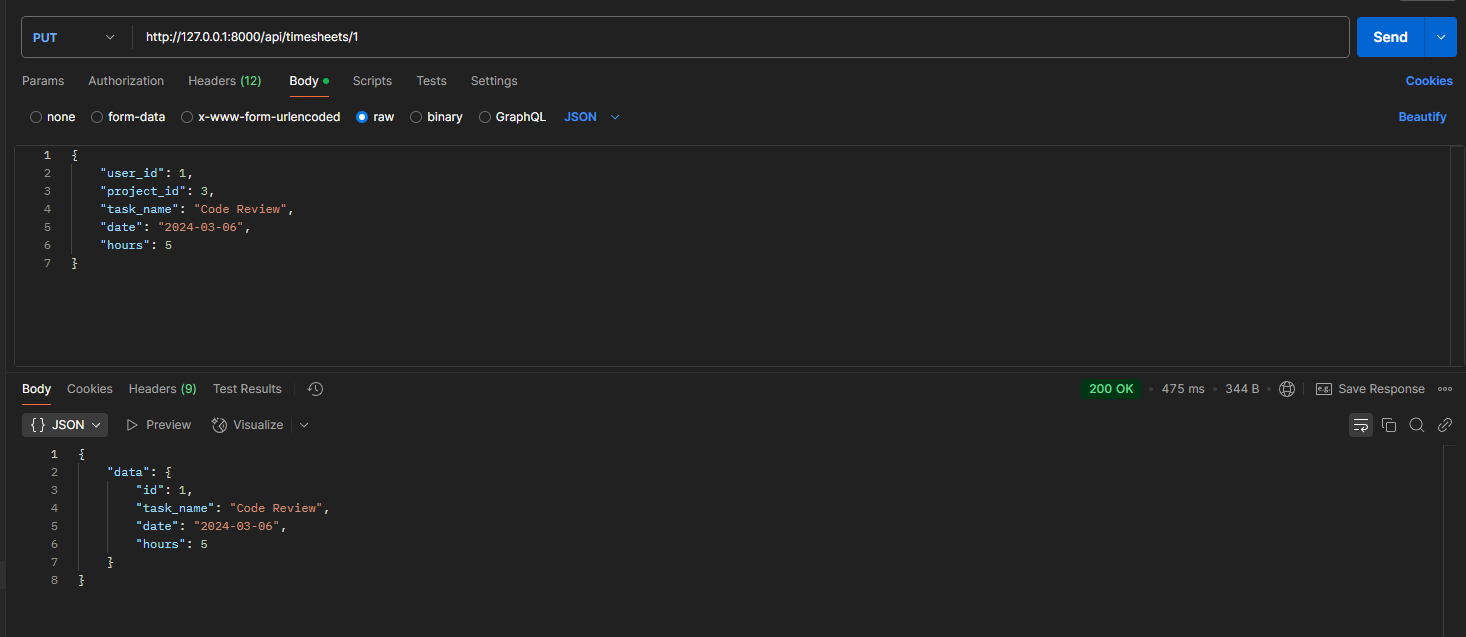 PUT http://127.0.0.1:8000/api/timesheets/1 Send
Params Authorization Headers (12) Body Scripts Tests Settings Cookies
none form-data x-www-form-urlencoded raw binary GraphQL JSON Beautify
1 {
2 "user_id": 1,
3 "project_id": 3,
4 "task_name": "Code Review",
5 "date": "2024-03-06",
6 "hours": 5
7 }
Body Cookies Headers (9) Test Results 200 OK 475 ms 344 B e.g. Save Response
{} JSON Preview Visualize
1 {
2 "data": {
3 "id": 1,
4 "task_name": "Code Review",
5 "date": "2024-03-06",
6 "hours": 5
7 }
8 }